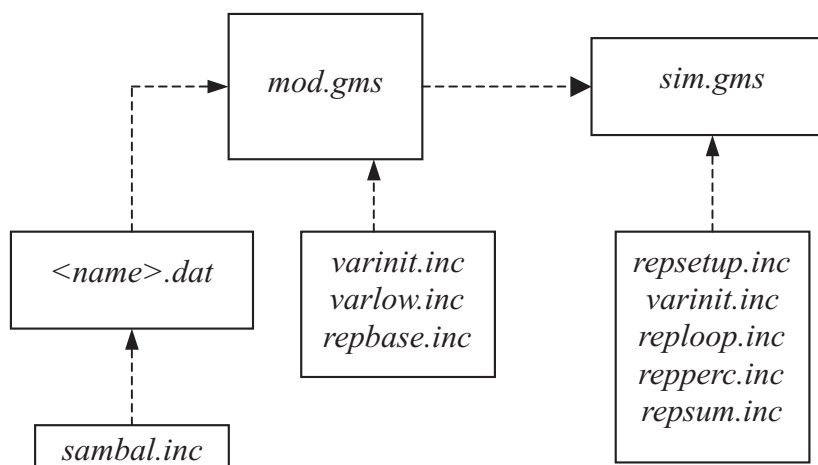 mod.gms
sim.gms
<name>.dat
varinit.inc
varlow.inc
repbase.inc
repsetup.inc
varinit.inc
reploop.inc
repperc.inc
repsum.inc
sambal.inc